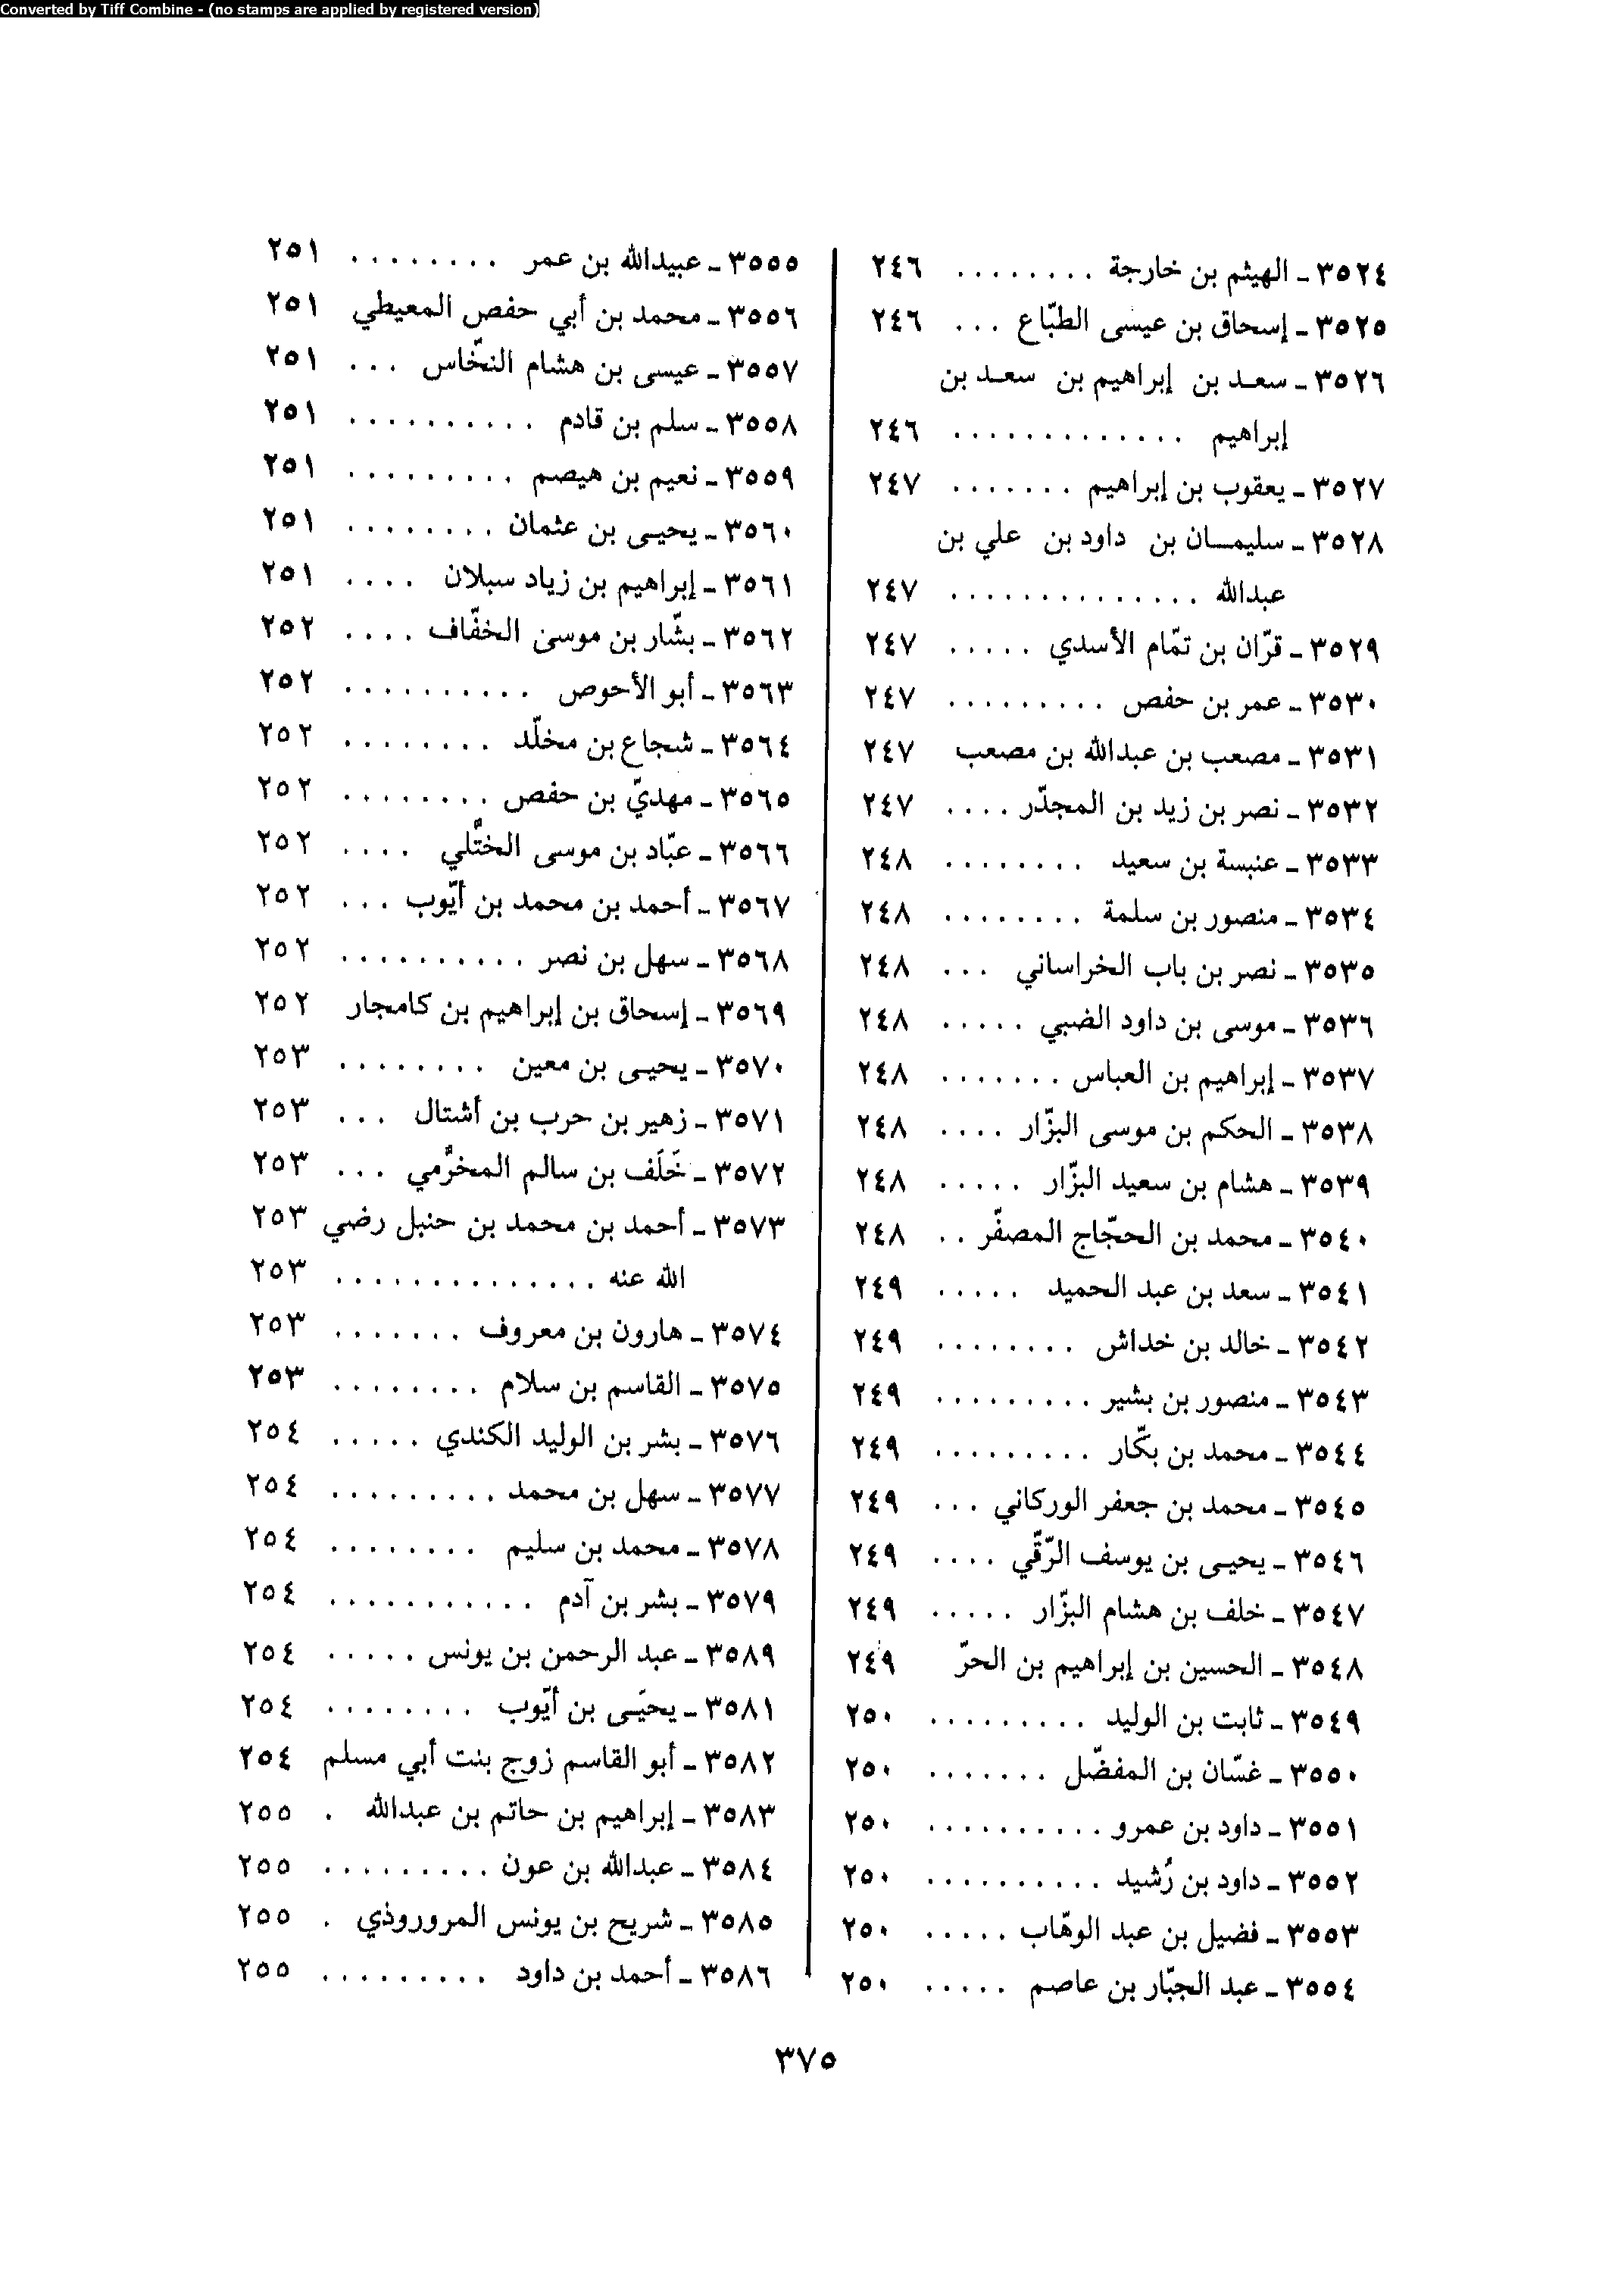 Converted by Tiff Combine - (no stamps are applied by registered version)
٣٥٢٤ - الهيثم بن خارجة . . . . . . . . ٢٤٦
٣٥٢٥ - إسحاق بن عيسى الطبّاع . . . ٢٤٦
٣٥٢٦ - سعد بن إبراهيم بن سعد بن
إبراهيم . . . . . . . . . . . . . ٢٤٦
٣٥٢٧ - يعقوب بن إبراهيم . . . . . . . ٢٤٧
٣٥٢٨ - سليمان بن داود بن علي بن
عبدالله . . . . . . . . . . . . . . ٢٤٧
٣٥٢٩ - قرّان بن تمّام الأسدي . . . . . ٢٤٧
٣٥٣٠ - عمر بن حفص . . . . . . . . . ٢٤٧
٣٥٣١ - مصعب بن عبدالله بن مصعب ٢٤٧
٣٥٣٢ - نصر بن زيد بن المجدّر . . . . ٢٤٧
٣٥٣٣ - عنبسة بن سعيد . . . . . . . . ٢٤٨
٣٥٣٤ - منصور بن سلمة . . . . . . . . ٢٤٨
٣٥٣٥ - نصر بن باب الخراساني . . . ٢٤٨
٣٥٣٦ - موسى بن داود الضبي . . . . . ٢٤٨
٣٥٣٧ - إبراهيم بن العباس . . . . . . . ٢٤٨
٣٥٣٨ - الحكم بن موسى البزّار . . . . ٢٤٨
٣٥٣٩ - هشام بن سعيد البزّار . . . . . ٢٤٨
٣٥٤٠ - محمد بن الحجّاج المصفّر . . ٢٤٨
٣٥٤١ - سعد بن عبد الحميد . . . . . ٢٤٩
٣٥٤٢ - خالد بن خداش . . . . . . . . ٢٤٩
٣٥٤٣ - منصور بن بشير . . . . . . . . . ٢٤٩
٣٥٤٤ - محمد بن بكّار . . . . . . . . . ٢٤٩
٣٥٤٥ - محمد بن جعفر الوركاني . . . ٢٤٩
٣٥٤٦ - يحيى بن يوسف الرّقّي . . . . ٢٤٩
٣٥٤٧ - خلف بن هشام البزّار . . . . . ٢٤٩
٣٥٤٨ - الحسين بن إبراهيم بن الحرّ ٢٤٩
٣٥٤٩ - ثابت بن الوليد . . . . . . . . . ٢٥٠
٣٥٥٠ - غسّان بن المفضّل . . . . . . . ٢٥٠
٣٥٥١ - داود بن عمرو . . . . . . . . . . ٢٥٠
٣٥٥٢ - داود بن رُشيد . . . . . . . . . . ٢٥٠
٣٥٥٣ - فضيل بن عبد الوهّاب . . . . . ٢٥٠
٣٥٥٤ - عبد الجبّار بن عاصم . . . . . ٢٥٠
٣٥٥٥ - عبيدالله بن عمر . . . . . . . . ٢٥١
٣٥٥٦ - محمد بن أبي حفص المعيطي ٢٥١
٣٥٥٧ - عيسى بن هشام النخّاس . . . ٢٥١
٣٥٥٨ - سلم بن قادم . . . . . . . . . . ٢٥١
٣٥٥٩ - نعيم بن هيصم . . . . . . . . . ٢٥١
٣٥٦٠ - يحيى بن عثمان . . . . . . . . ٢٥١
٣٥٦١ - إبراهيم بن زياد سبلان . . . . ٢٥١
٣٥٦٢ - بشّار بن موسى الخفّاف . . . . ٢٥٢
٣٥٦٣ - أبو الأحوص . . . . . . . . . . ٢٥٢
٣٥٦٤ - شجاع بن مخلّد . . . . . . . . ٢٥٢
٣٥٦٥ - مهديّ بن حفص . . . . . . . . ٢٥٢
٣٥٦٦ - عبّاد بن موسى الختّلي . . . . ٢٥٢
٣٥٦٧ - أحمد بن محمد بن أيّوب . . . ٢٥٢
٣٥٦٨ - سهل بن نصر . . . . . . . . . . ٢٥٢
٣٥٦٩ - إسحاق بن إبراهيم بن كامجار ٢٥٢
٣٥٧٠ - يحيى بن معين . . . . . . . . ٢٥٣
٣٥٧١ - زهير بن حرب بن أشتال . . . ٢٥٣
٣٥٧٢ - خَلَف بن سالم المخرّمي . . . ٢٥٣
٣٥٧٣ - أحمد بن محمد بن حنبل رضي ٢٥٣
الله عنه . . . . . . . . . . . . . . ٢٥٣
٣٥٧٤ - هارون بن معروف . . . . . . . ٢٥٣
٣٥٧٥ - القاسم بن سلام . . . . . . . . ٢٥٣
٣٥٧٦ - بشر بن الوليد الكندي . . . . . ٢٥٤
٣٥٧٧ - سهل بن محمد . . . . . . . . . ٢٥٤
٣٥٧٨ - محمد بن سليم . . . . . . . . ٢٥٤
٣٥٧٩ - بشر بن آدم . . . . . . . . . . . ٢٥٤
٣٥٨٩ - عبد الرحمن بن يونس . . . . . ٢٥٤
٣٥٨١ - يحيَى بن أيّوب . . . . . . . . ٢٥٤
٣٥٨٢ - أبو القاسم زوج بنت أبي مسلم ٢٥٤
٣٥٨٣ - إبراهيم بن حاتم بن عبدالله . ٢٥٥
٣٥٨٤ - عبدالله بن عون . . . . . . . . . ٢٥٥
٣٥٨٥ - شريح بن يونس المروروذي . ٢٥٥
٣٥٨٦ - أحمد بن داود . . . . . . . . . ٢٥٥
٣٧٥